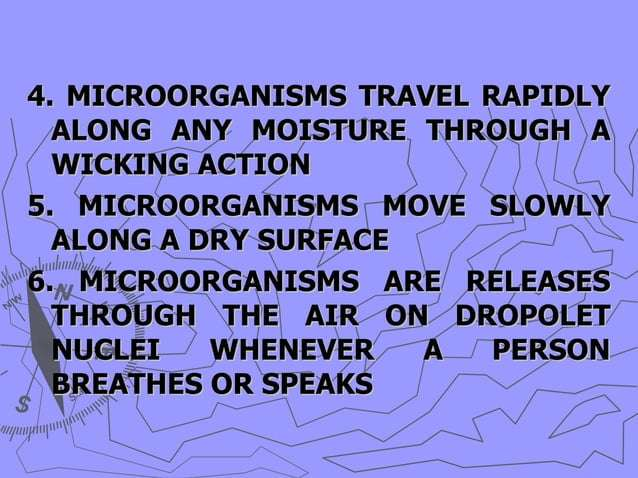 4. MICROORGANISMS TRAVEL RAPIDLY
ALONG ANY MOISTURE THROUGH A
WICKING ACTION
5. MICROORGANISMS MOVE SLOWLY
ALONG A DRY SURFACE
6. MICROORGANISMS ARE RELEASES
THROUGH THE AIR ON DROPOLET
NUCLEI WHENEVER A PERSON
BREATHES OR SPEAKS
NW
N
S